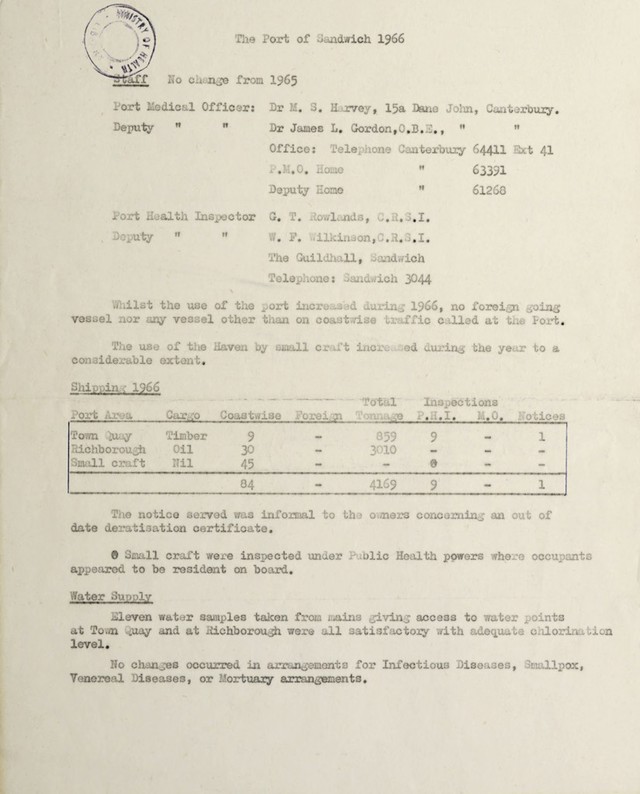 MINISTRY OF HEALTH
The Port of Sandwich 1966
Staff No change from 1965
Port Medical Officer: Dr M. S. Harvey, 15a Dane John, Canterbury.
Deputy " " Dr James L. Gordon,O.B.E., " "
Office: Telephone Canterbury 64411 Ext 41
P.M.O. Home " 63391
Deputy Home " 61268
Port Health Inspector G. T. Rowlands, C.R.S.I.
Deputy " " W. F. Wilkinson,C.R.S.I.
The Guildhall, Sandwich
Telephone: Sandwich 3044
Whilst the use of the port increased during 1966, no foreign going
vessel nor any vessel other than on coastwise traffic called at the Port.
The use of the Haven by small craft increased during the year to a
considerable extent.
Shipping 1966
Total Inspections
Port Area Cargo Coastwise Foreign Tonnage P.H.I. M.O. Notices
Town Quay Timber 9 - 859 9 - 1
Richborough Oil 30 - 3010 - - -
Small craft Nil 45 - - @ - -
84 - 4169 9 - 1
The notice served was informal to the owners concerning an out of
date deratisation certificate.
@ Small craft were inspected under Public Health powers where occupants
appeared to be resident on board.
Water Supply
Eleven water samples taken from mains giving access to water points
at Town Quay and at Richborough were all satisfactory with adequate chlorination
level.
No changes occurred in arrangements for Infectious Diseases, Smallpox,
Venereal Diseases, or Mortuary arrangements.